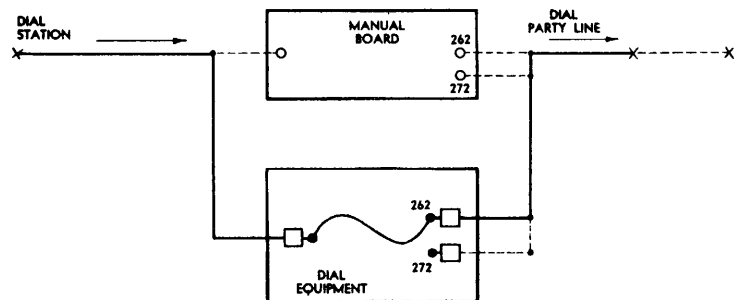 DIAL
STATION
MANUAL
BOARD
262
272
DIAL
PARTY LINE
262
272
DIAL
EQUIPMENT